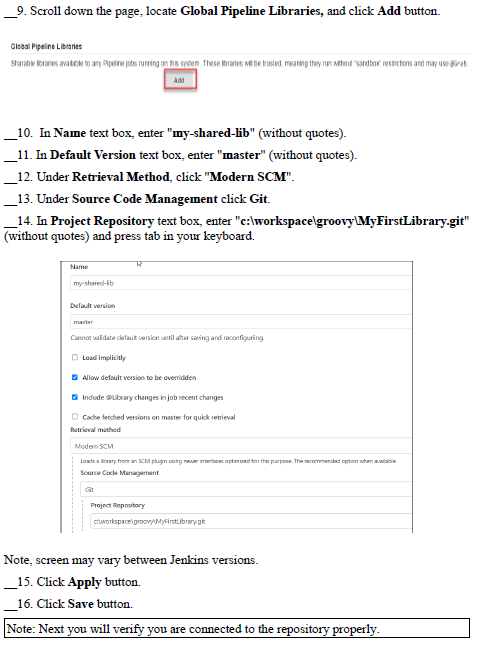 __9. Scroll down the page, locate Global Pipeline Libraries, and click Add button.
Global Pipeline Libraries
Sharable libraries available to any Pipeline jobs running on this system. These libraries will be trusted, meaning they run without "sandbox" restrictions and may use @Grab.
Add
__10. In Name text box, enter "my-shared-lib" (without quotes).
__11. In Default Version text box, enter "master" (without quotes).
__12. Under Retrieval Method, click "Modern SCM".
__13. Under Source Code Management click Git.
__14. In Project Repository text box, enter "c:\workspace\groovy\MyFirstLibrary.git"
(without quotes) and press tab in your keyboard.
Name
my-shared-lib
Default version
master
Cannot validate default version until after saving and reconfiguring.
Load implicitly
Allow default version to be overridden
Include @Library changes in job recent changes
Cache fetched versions on master for quick retrieval
Retrieval method
Modern SCM
Loads a library from an SCM plugin using newer interfaces optimized for this purpose. The recommended option when available.
Source Code Management
Git
Project Repository
c:\workspace\groovy\MyFirstLibrary.git
Note, screen may vary between Jenkins versions.
__15. Click Apply button.
__16. Click Save button.
Note: Next you will verify you are connected to the repository properly.